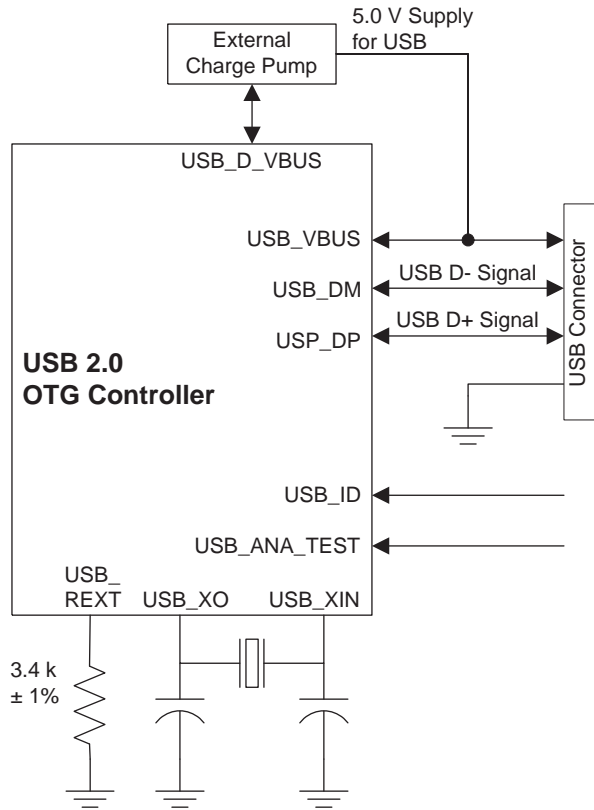 5.0 V Supply
for USB
External
Charge Pump
USB_D_VBUS
USB_VBUS
USB D- Signal
USB_DM
USB D+ Signal
USP_DP
USB Connector
USB 2.0
OTG Controller
USB_ID
USB_ANA_TEST
USB_
REXT
USB_XO
USB_XIN
3.4 k
± 1%